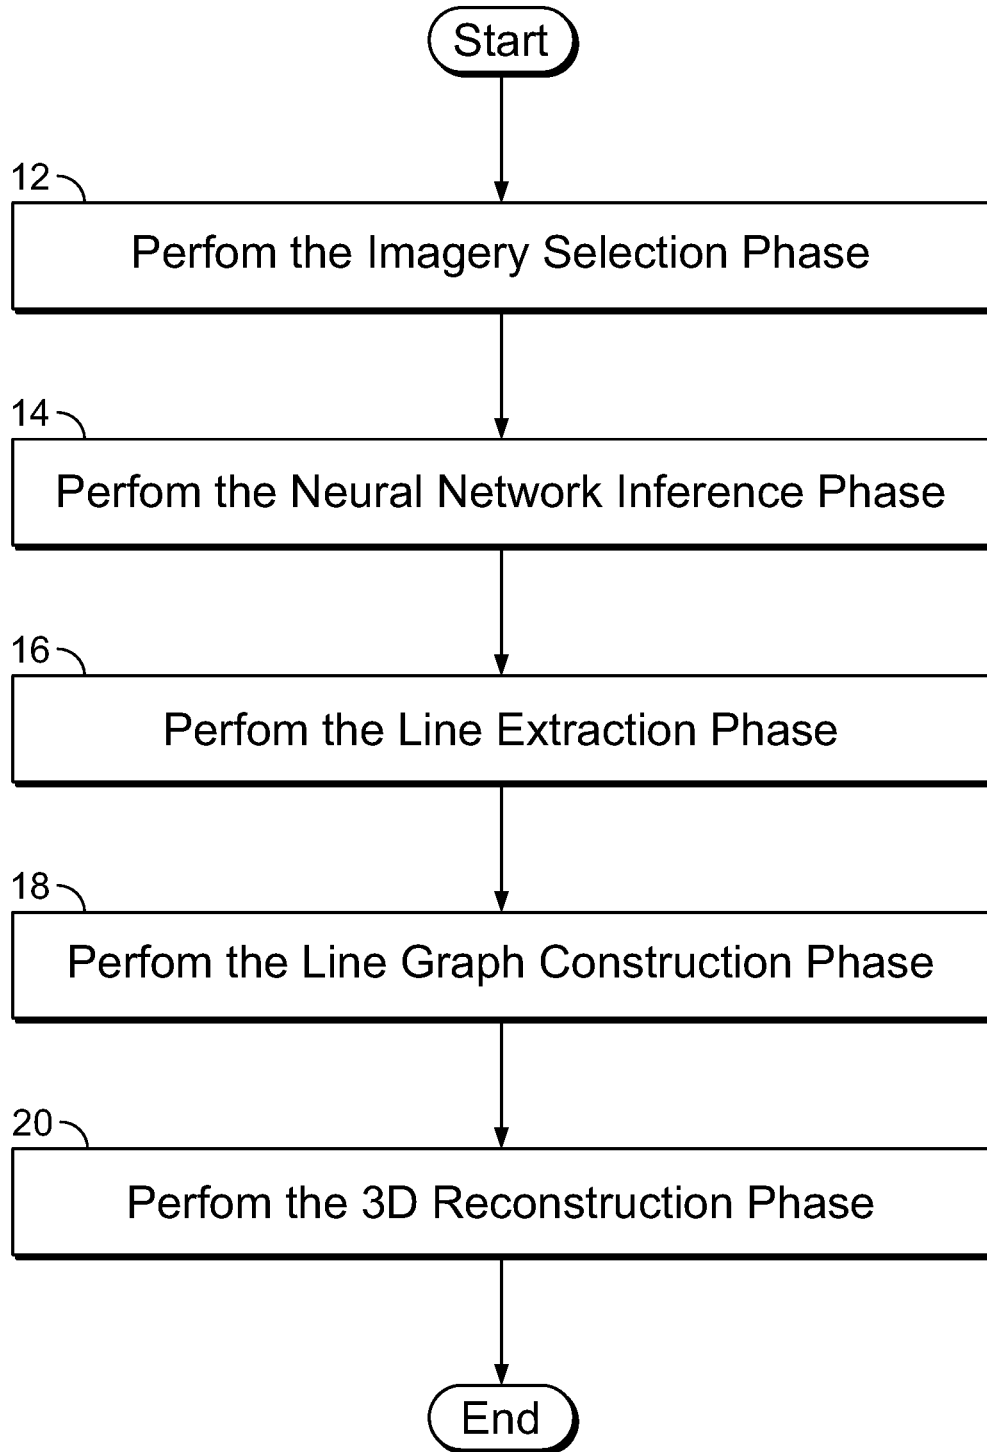 Start
12
Perfom the Imagery Selection Phase
14
Perfom the Neural Network Inference Phase
16
Perfom the Line Extraction Phase
18
Perfom the Line Graph Construction Phase
20
Perfom the 3D Reconstruction Phase
End